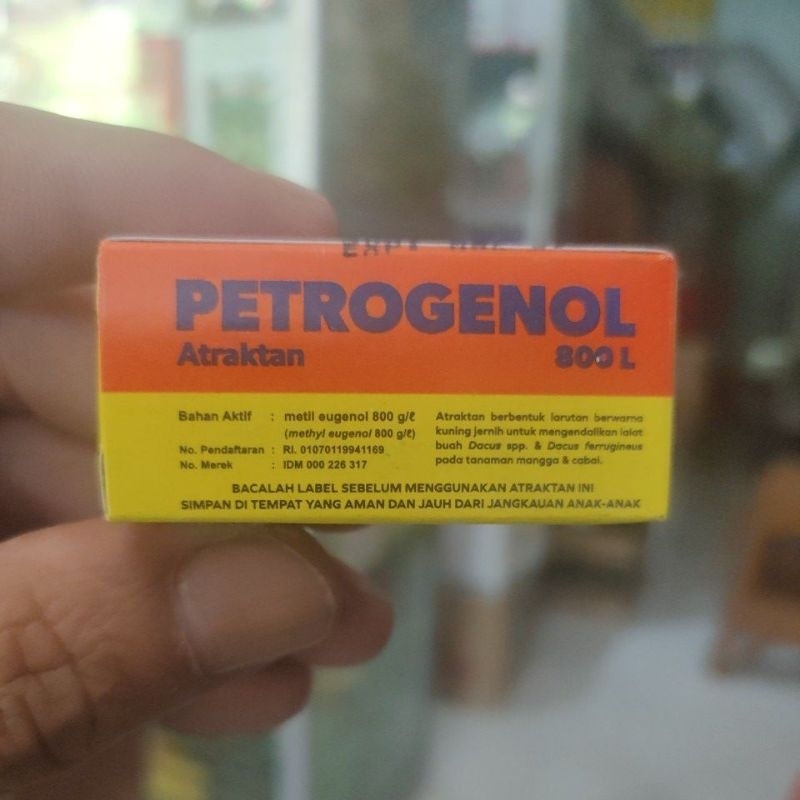 PETROGENOL
Atraktan 800 L
Bahan Aktif : metil eugenol 800 g/ℓ
(methyl eugenol 800 g/ℓ)
No. Pendaftaran : RI. 01070119941169
No. Merek : IDM 000 226 317
Atraktan berbentuk larutan berwarna
kuning jernih untuk mengendalikan lalat
buah Dacus spp. & Dacus ferrugineus
pada tanaman mangga & cabai.
BACALAH LABEL SEBELUM MENGGUNAKAN ATRAKTAN INI
SIMPAN DI TEMPAT YANG AMAN DAN JAUH DARI JANGKAUAN ANAK-ANAK